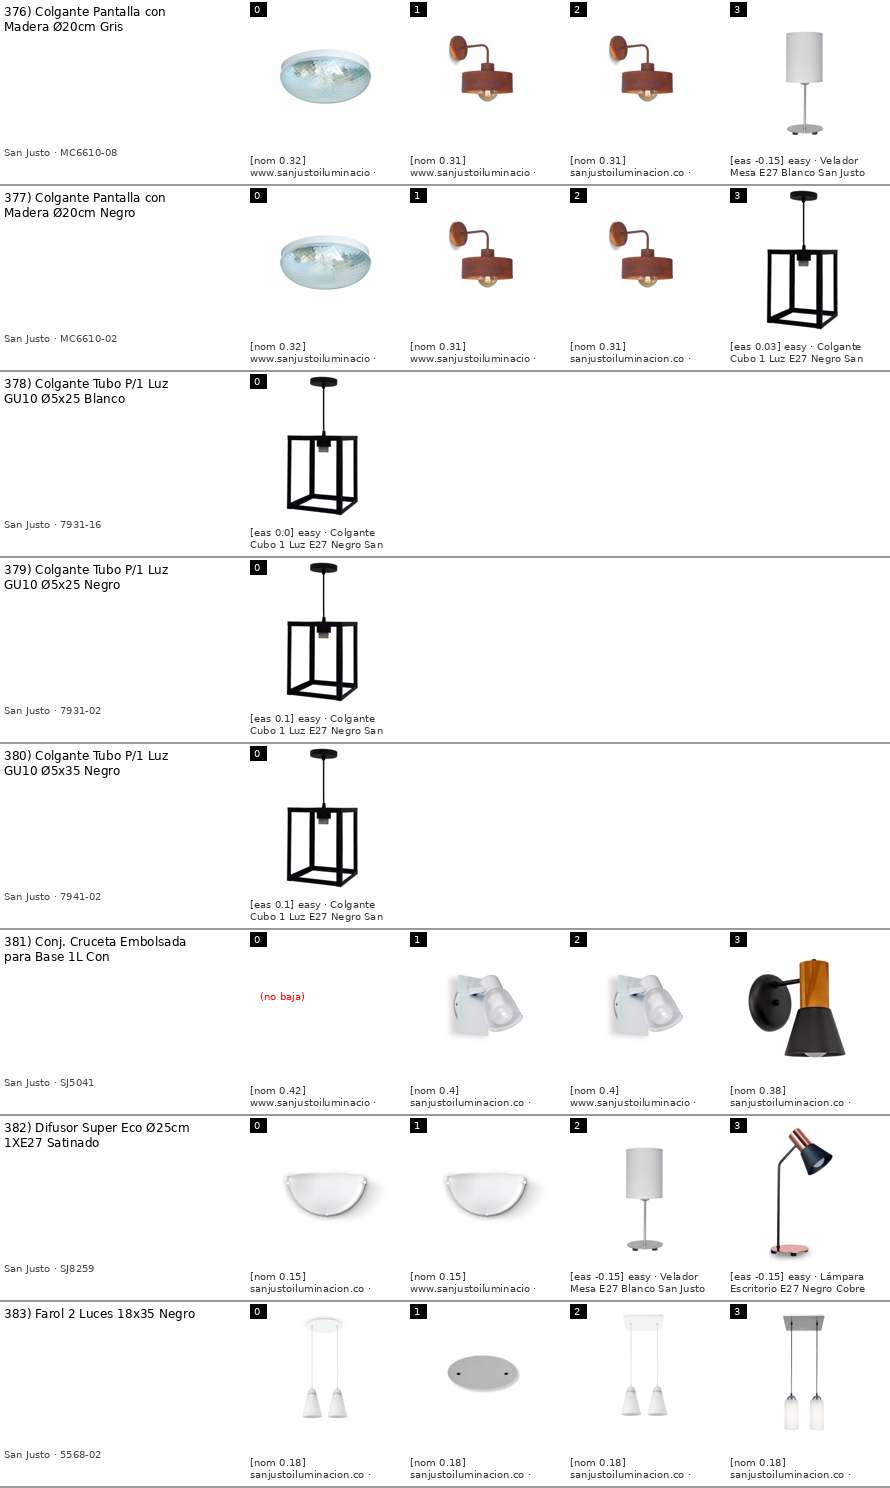 376) Colgante Pantalla con
Madera Ø20cm Gris
San Justo · MC6610-08
0
[nom 0.32]
www.sanjustoiluminacio ·
1
[nom 0.31]
www.sanjustoiluminacio ·
2
[nom 0.31]
sanjustoiluminacion.co ·
3
[eas -0.15] easy · Velador
Mesa E27 Blanco San Justo
377) Colgante Pantalla con
Madera Ø20cm Negro
San Justo · MC6610-02
0
[nom 0.32]
www.sanjustoiluminacio ·
1
[nom 0.31]
www.sanjustoiluminacio ·
2
[nom 0.31]
sanjustoiluminacion.co ·
3
[eas 0.03] easy · Colgante
Cubo 1 Luz E27 Negro San
378) Colgante Tubo P/1 Luz
GU10 Ø5x25 Blanco
San Justo · 7931-16
0
[eas 0.0] easy · Colgante
Cubo 1 Luz E27 Negro San
379) Colgante Tubo P/1 Luz
GU10 Ø5x25 Negro
San Justo · 7931-02
0
[eas 0.1] easy · Colgante
Cubo 1 Luz E27 Negro San
380) Colgante Tubo P/1 Luz
GU10 Ø5x35 Negro
San Justo · 7941-02
0
[eas 0.1] easy · Colgante
Cubo 1 Luz E27 Negro San
381) Conj. Cruceta Embolsada
para Base 1L Con
San Justo · SJ5041
0
(no baja)
[nom 0.42]
www.sanjustoiluminacio ·
1
[nom 0.4]
sanjustoiluminacion.co ·
2
[nom 0.4]
www.sanjustoiluminacio ·
3
[nom 0.38]
sanjustoiluminacion.co ·
382) Difusor Super Eco Ø25cm
1XE27 Satinado
San Justo · SJ8259
0
[nom 0.15]
sanjustoiluminacion.co ·
1
[nom 0.15]
www.sanjustoiluminacio ·
2
[eas -0.15] easy · Velador
Mesa E27 Blanco San Justo
3
[eas -0.15] easy · Lámpara
Escritorio E27 Negro Cobre
383) Farol 2 Luces 18x35 Negro
San Justo · 5568-02
0
[nom 0.18]
sanjustoiluminacion.co ·
1
[nom 0.18]
sanjustoiluminacion.co ·
2
[nom 0.18]
sanjustoiluminacion.co ·
3
[nom 0.18]
sanjustoiluminacion.co ·